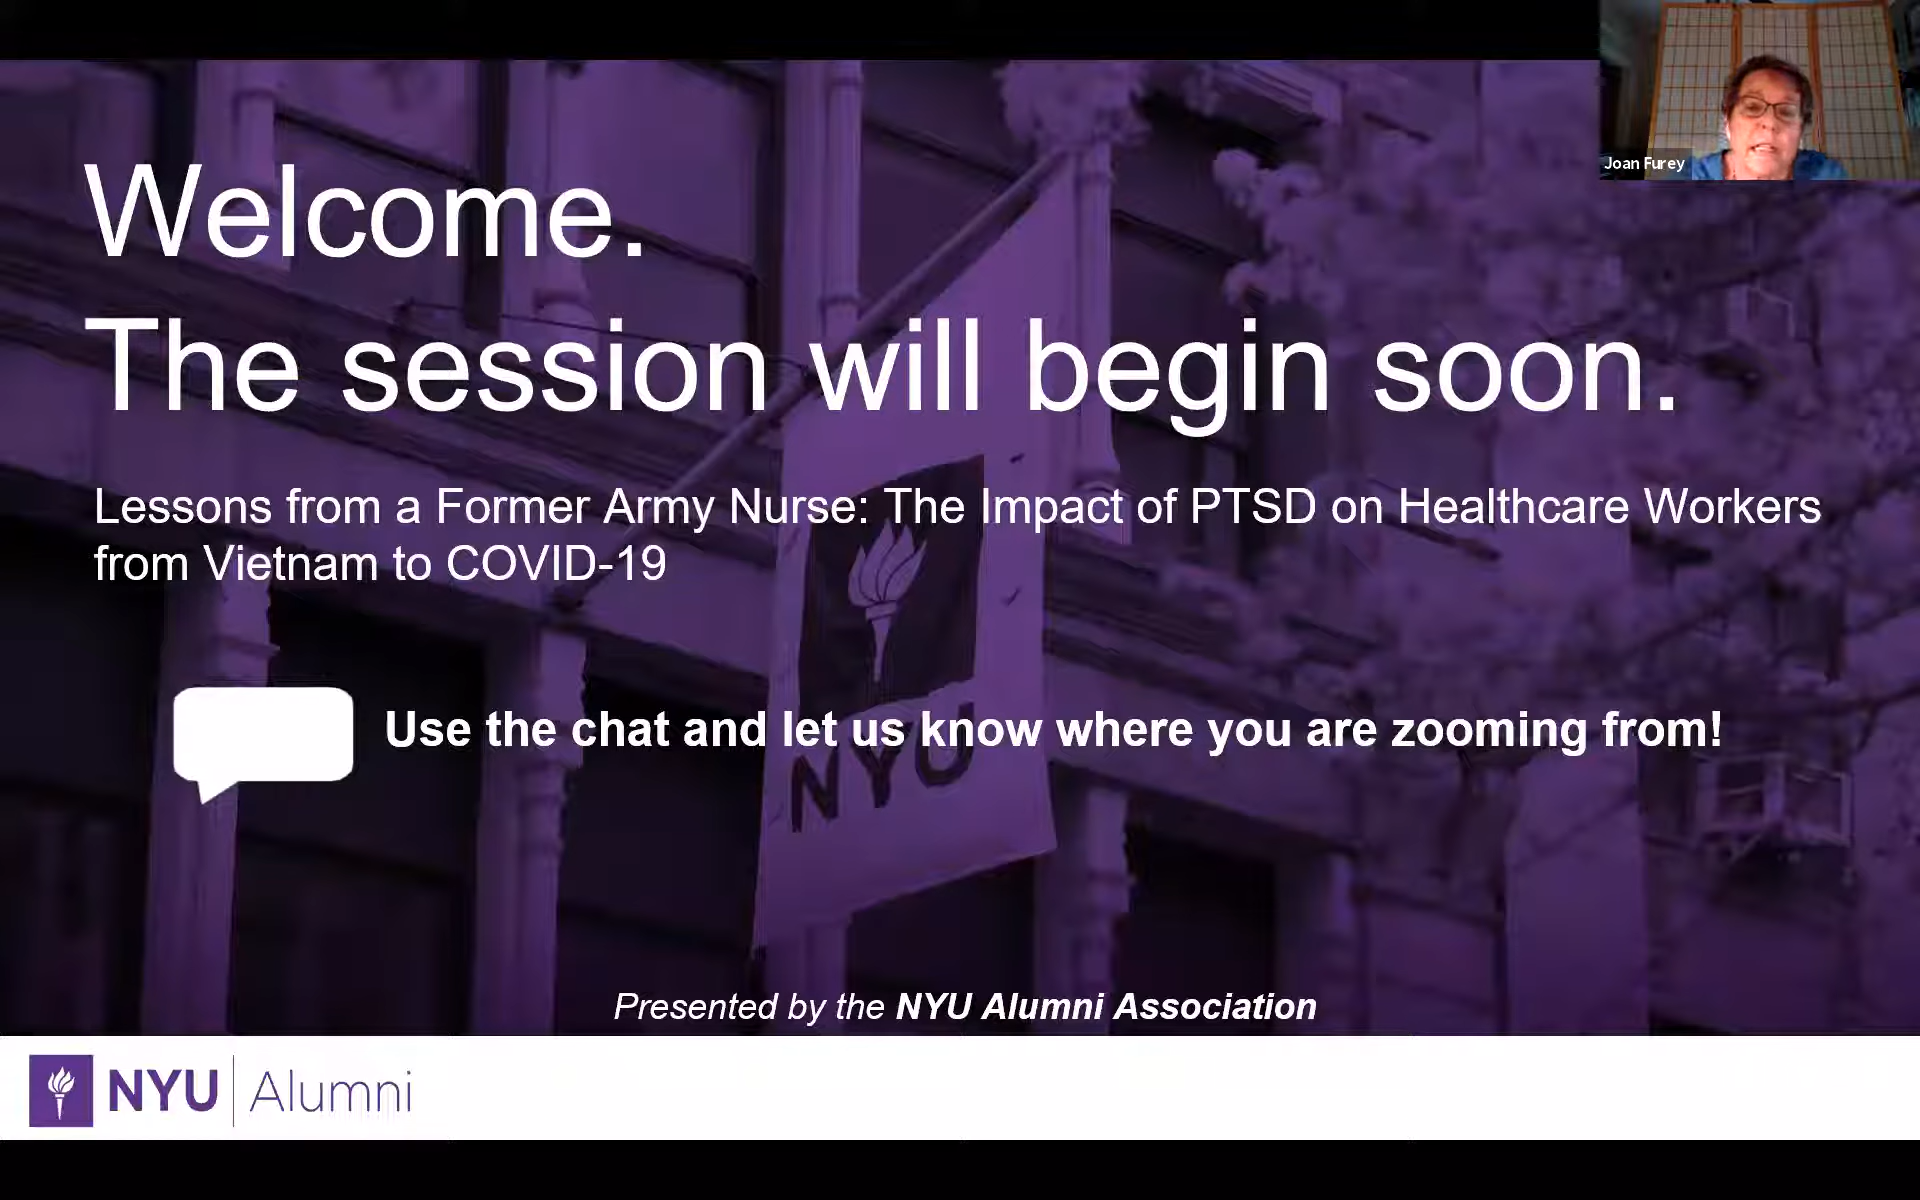 Joan Furey
Welcome.
The session will begin soon.
Lessons from a Former Army Nurse: The Impact of PTSD on Healthcare Workers
from Vietnam to COVID-19
Use the chat and let us know where you are zooming from!
NYU
Presented by the NYU Alumni Association
NYU Alumni